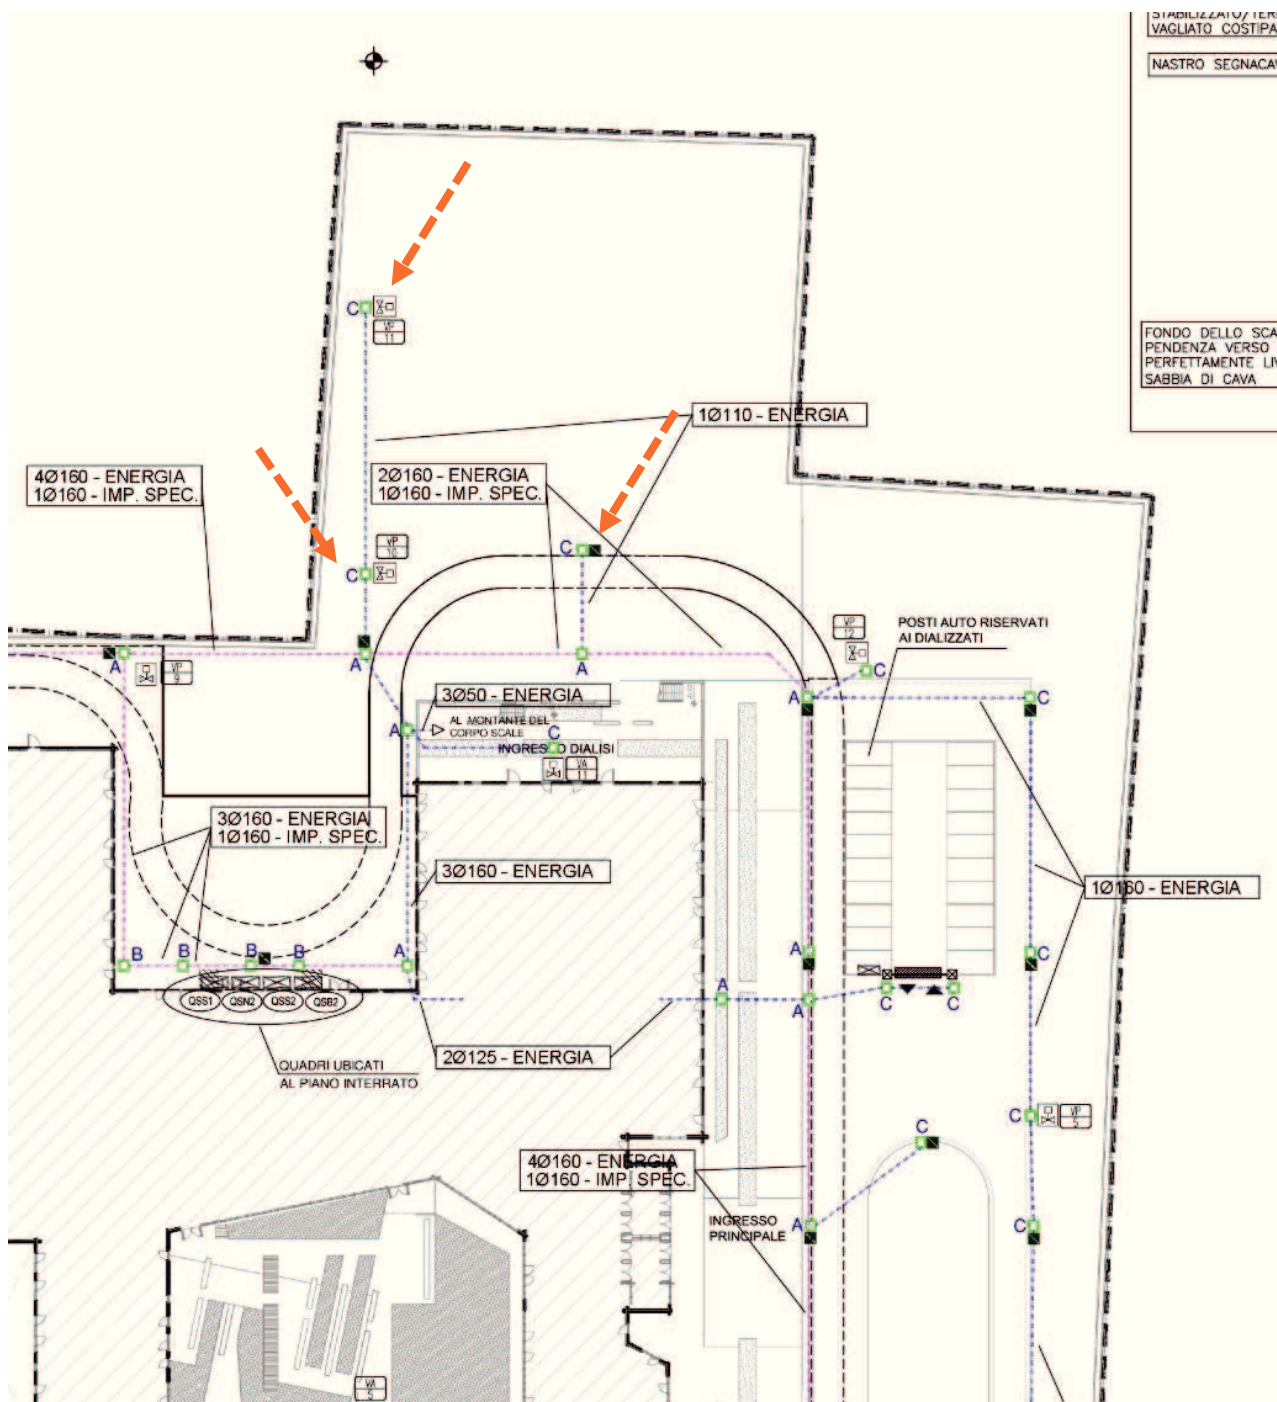 STABILIZZATO/TER
VAGLIATO COSTIPA
NASTRO SEGNACA
C
VP
11
FONDO DELLO SCA
PENDENZA VERSO
PERFETTAMENTE LIV
SABBIA DI CAVA
1Ø110 - ENERGIA
4Ø160 - ENERGIA
1Ø160 - IMP. SPEC.
2Ø160 - ENERGIA
1Ø160 - IMP. SPEC.
VP
10
C
C
VP
12
POSTI AUTO RISERVATI
AI DIALIZZATI
A
VP
9
A
A
C
A
C
3Ø50 - ENERGIA
A
AL MONTANTE DEL
CORPO SCALE
C
INGRESSO DIALISI
VA
11
3Ø160 - ENERGIA
1Ø160 - IMP. SPEC.
3Ø160 - ENERGIA
1Ø160 - ENERGIA
B
B
B
B
A
A
C
QSS1
QSN2
QSS2
QSB2
A
A
C
C
2Ø125 - ENERGIA
QUADRI UBICATI
AL PIANO INTERRATO
C
VP
5
C
4Ø160 - ENERGIA
1Ø160 - IMP. SPEC.
INGRESSO
PRINCIPALE
A
C
VA
5